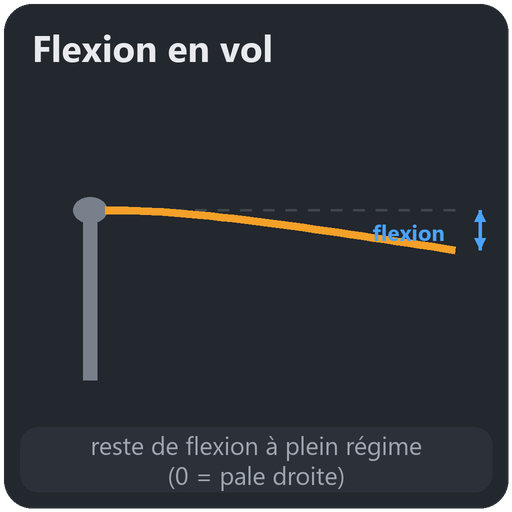 Flexion en vol
flexion
reste de flexion à plein régime
(0 = pale droite)